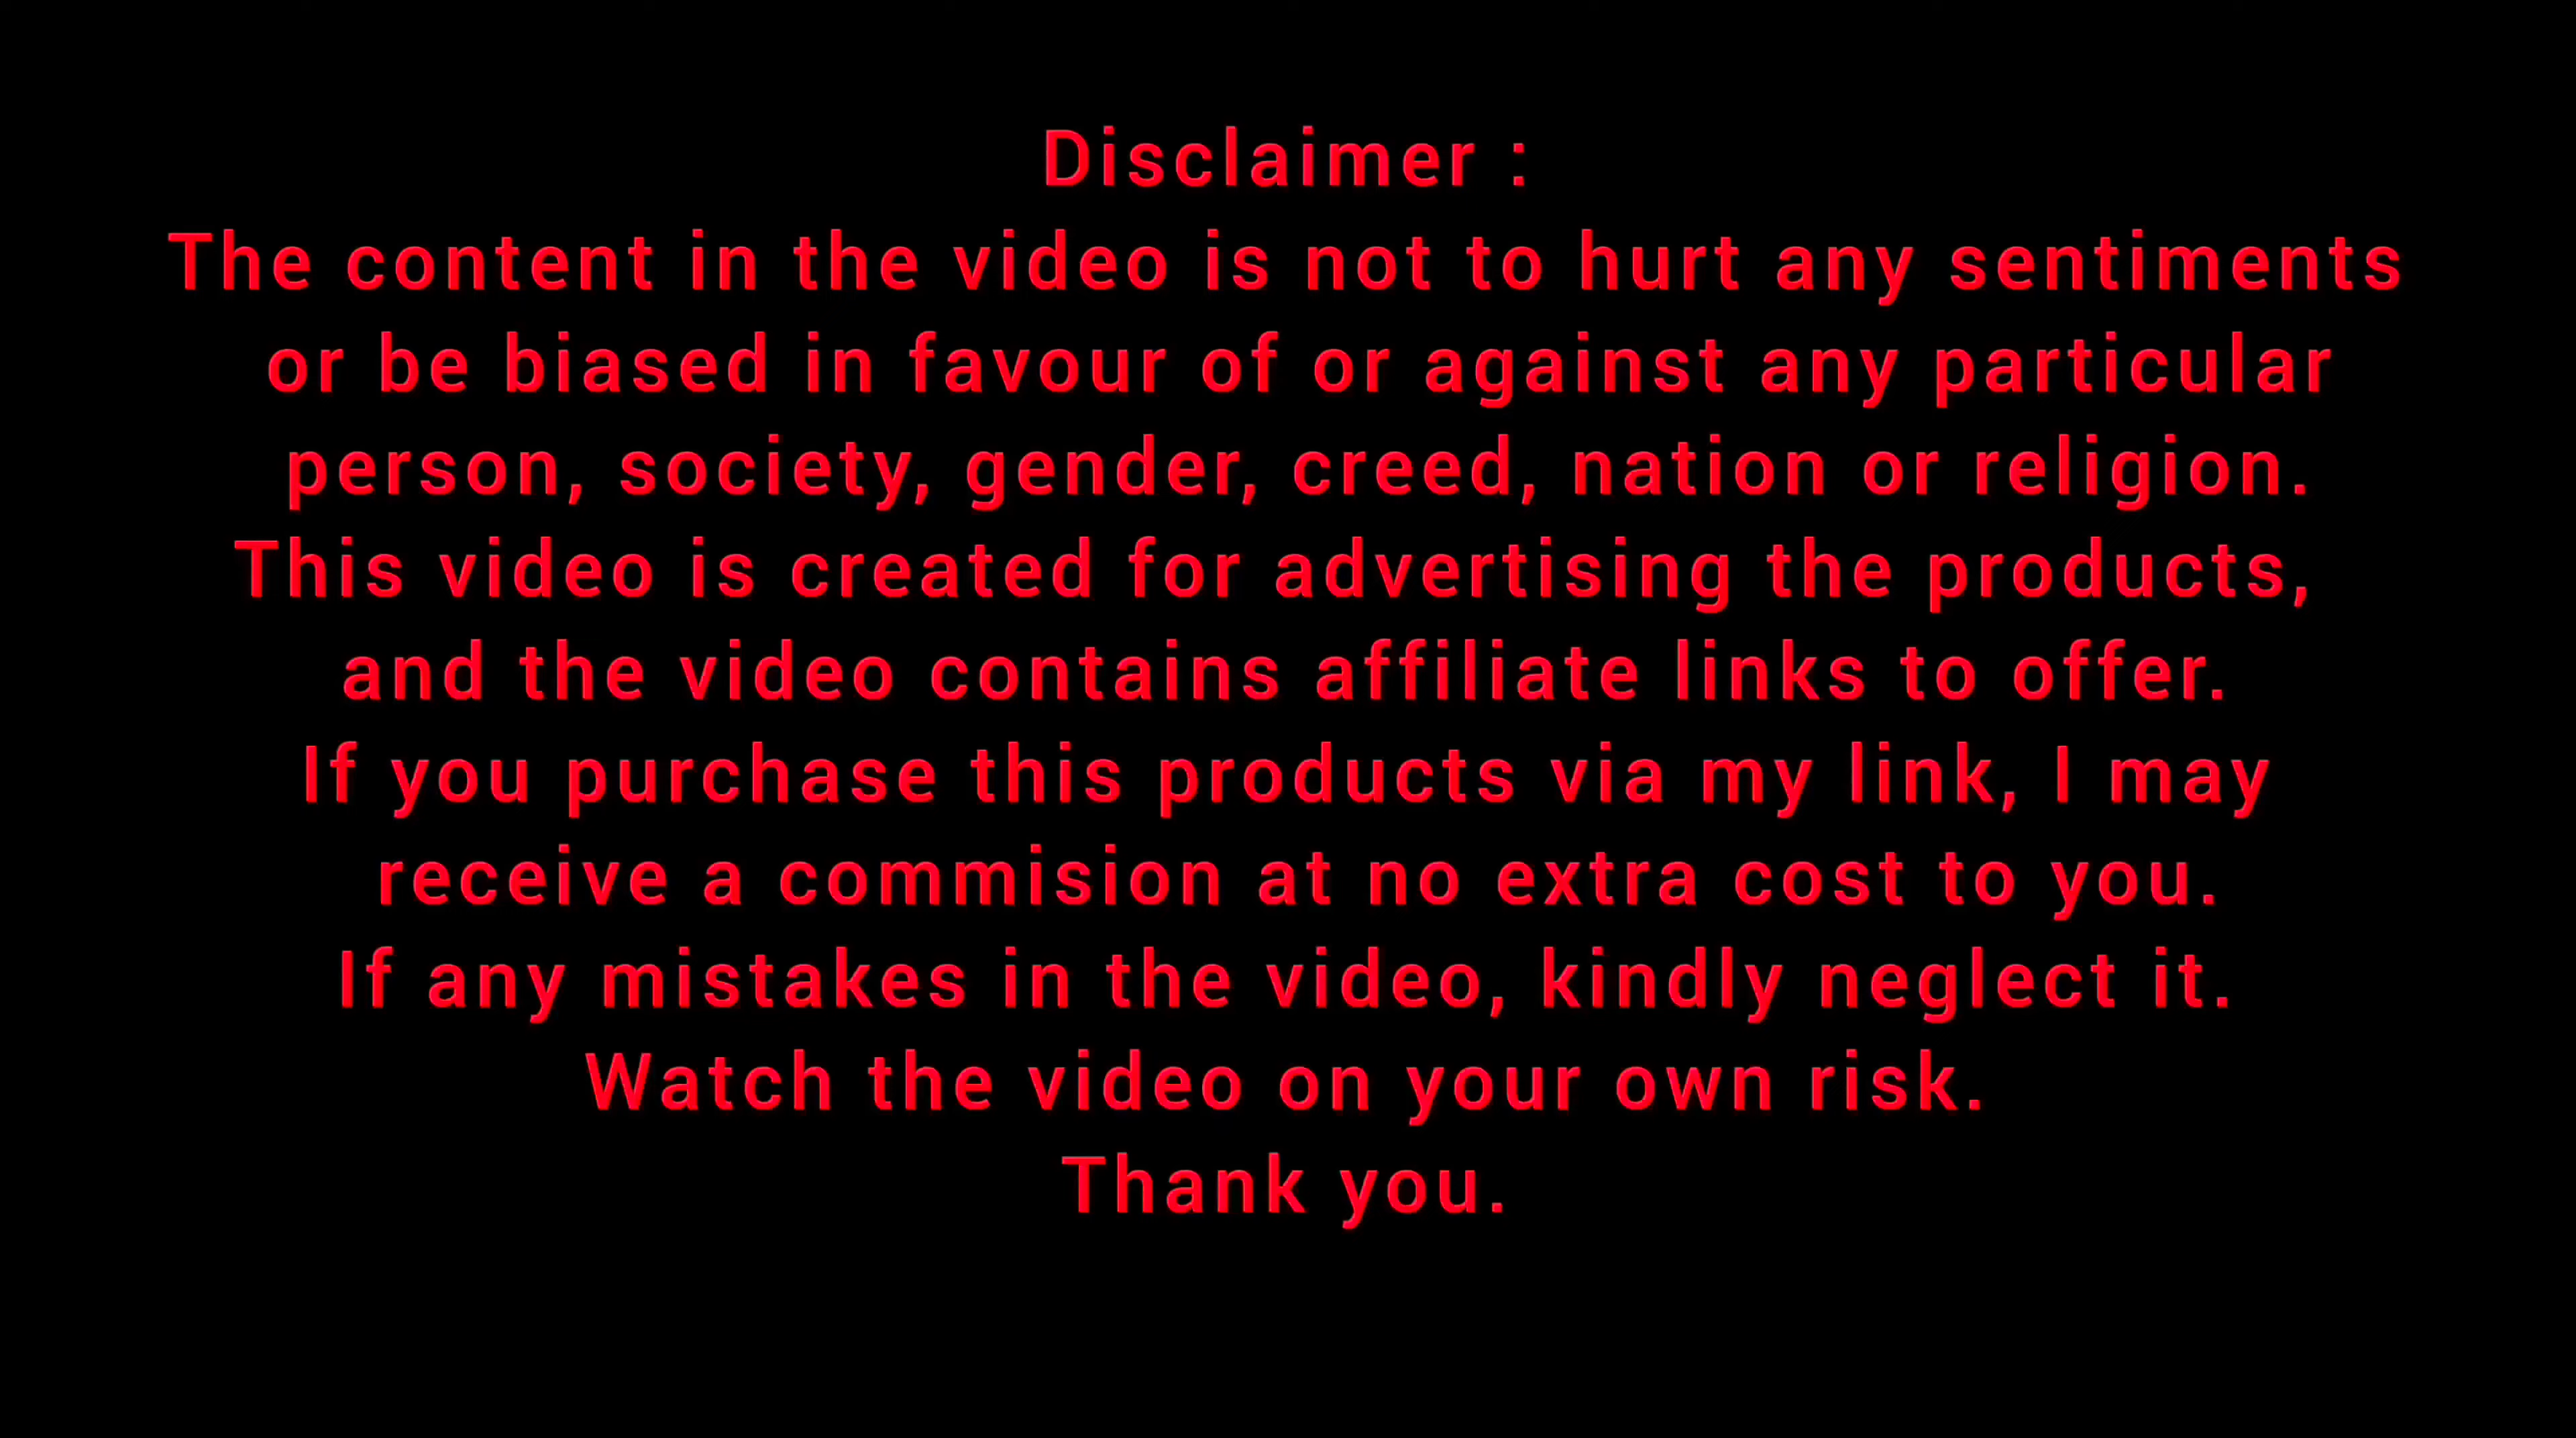 Disclaimer :
The content in the video is not to hurt any sentiments
or be biased in favour of or against any particular
person, society, gender, creed, nation or religion.
This video is created for advertising the products,
and the video contains affiliate links to offer.
If you purchase this products via my link, I may
receive a commision at no extra cost to you.
If any mistakes in the video, kindly neglect it.
Watch the video on your own risk.
Thank you.